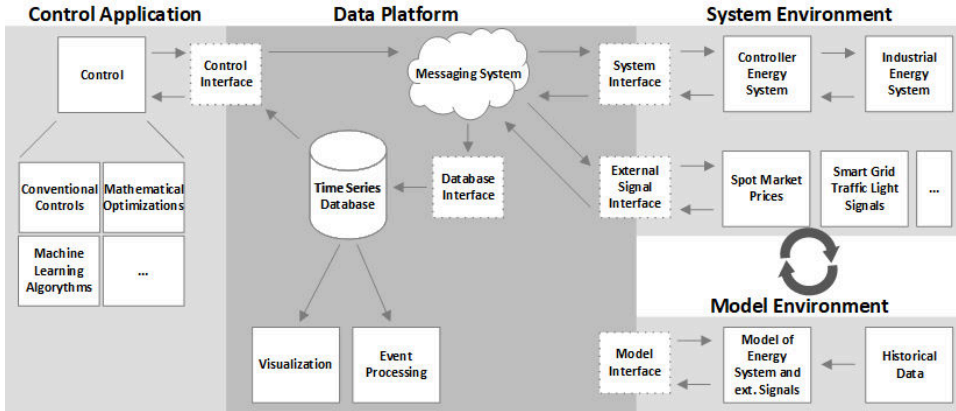 Control Application
Data Platform
System Environment
Control
Control
Interface
Messaging System
System
Interface
Controller
Energy
System
Industrial
Energy
System
Conventional
Controls
Mathematical
Optimizations
Machine
Learning
Algorythms
...
Time Series
Database
Database
Interface
External
Signal
Interface
Spot Market
Prices
Smart Grid
Traffic Light
Signals
...
Model Environment
Visualization
Event
Processing
Model
Interface
Model of
Energy
System and
ext. Signals
Historical
Data